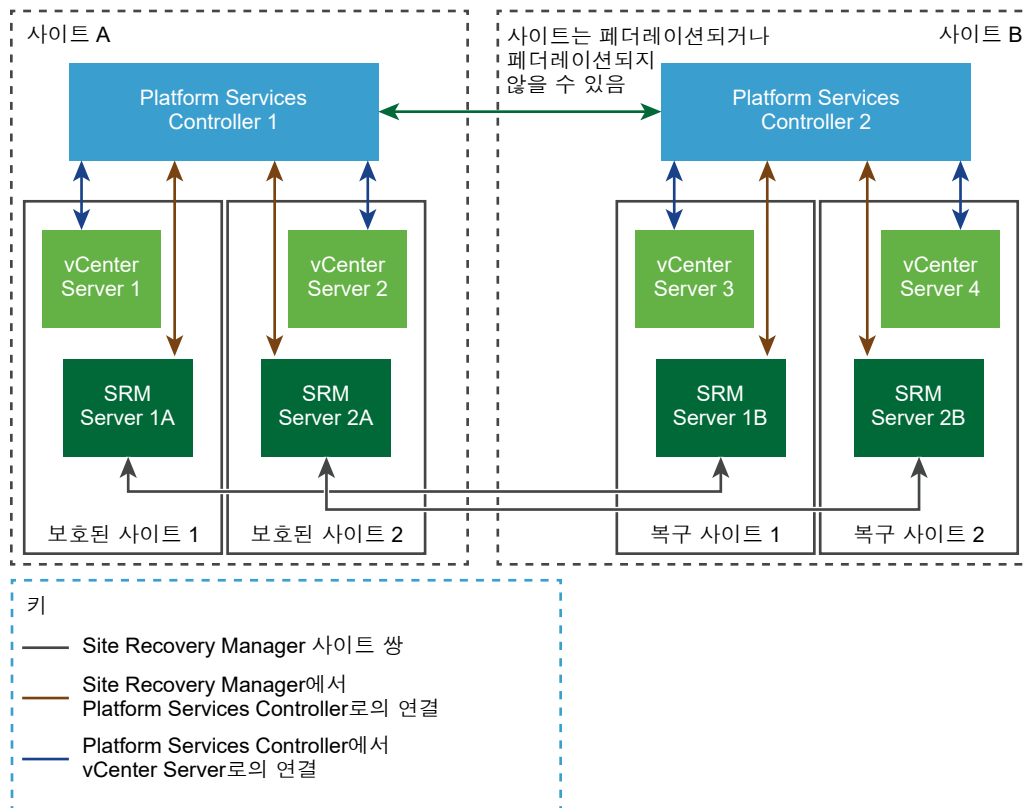 사이트 A
사이트는 페더레이션되거나
페더레이션되지
않을 수 있음
사이트 B
Platform Services
Controller 1
Platform Services
Controller 2
vCenter
Server 1
vCenter
Server 2
vCenter
Server 3
vCenter
Server 4
SRM
Server 1A
SRM
Server 2A
SRM
Server 1B
SRM
Server 2B
보호된 사이트 1
보호된 사이트 2
복구 사이트 1
복구 사이트 2
키
Site Recovery Manager 사이트 쌍
Site Recovery Manager에서
Platform Services Controller로의 연결
Platform Services Controller에서
vCenter Server로의 연결